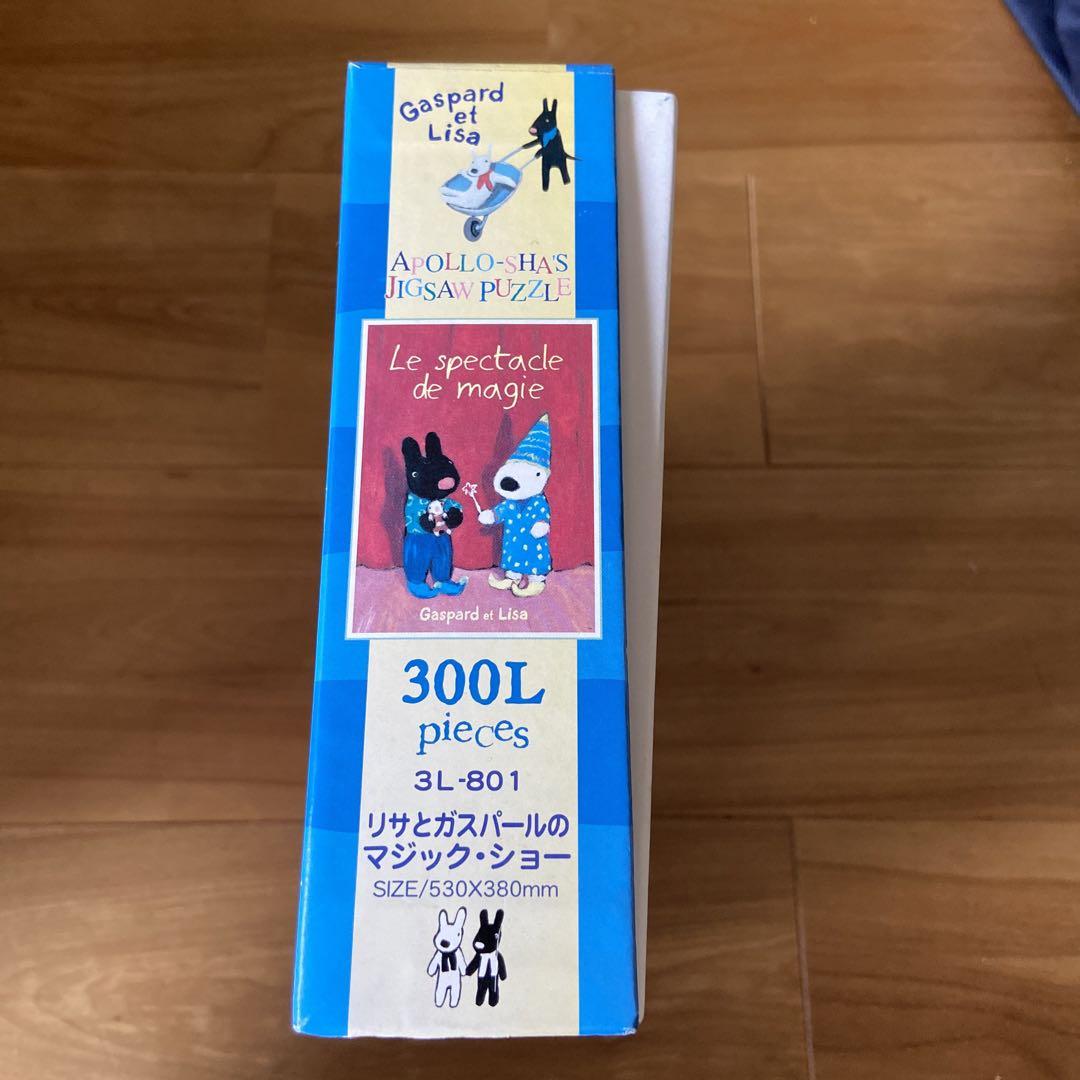 Gaspard
et
Lisa
APOLLO-SHA'S
JIGSAW PUZZLE
Le spectacle
de magie
Gaspard et Lisa
300L
pieces
3L-801
リサとガスパールの
マジック・ショー
SIZE/530X380mm